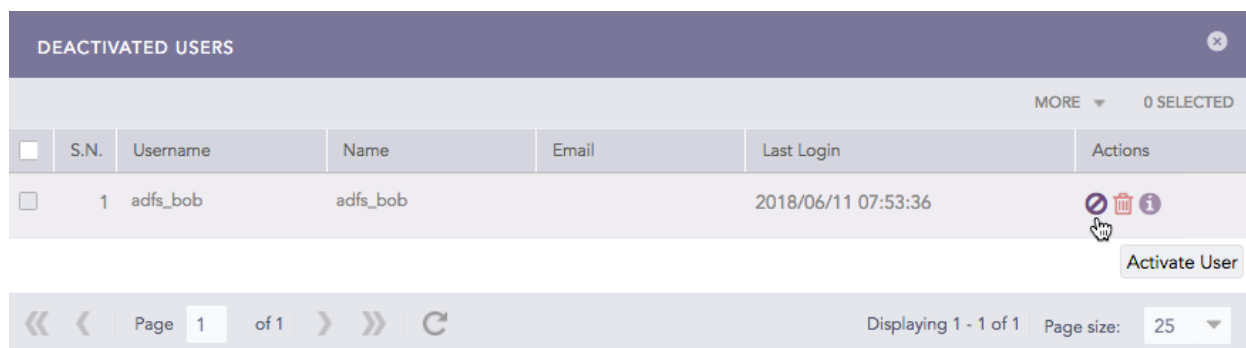 DEACTIVATED USERS
MORE 0 SELECTED
S.N. Username Name Email Last Login Actions
1 adfs_bob adfs_bob 2018/06/11 07:53:36
Activate User
Page 1 of 1 Displaying 1 - 1 of 1 Page size: 25